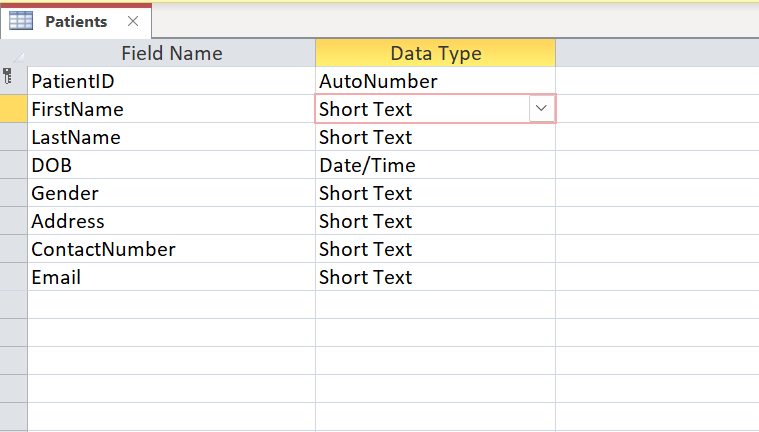 Patients
Field Name Data Type
PatientID AutoNumber
FirstName Short Text
LastName Short Text
DOB Date/Time
Gender Short Text
Address Short Text
ContactNumber Short Text
Email Short Text